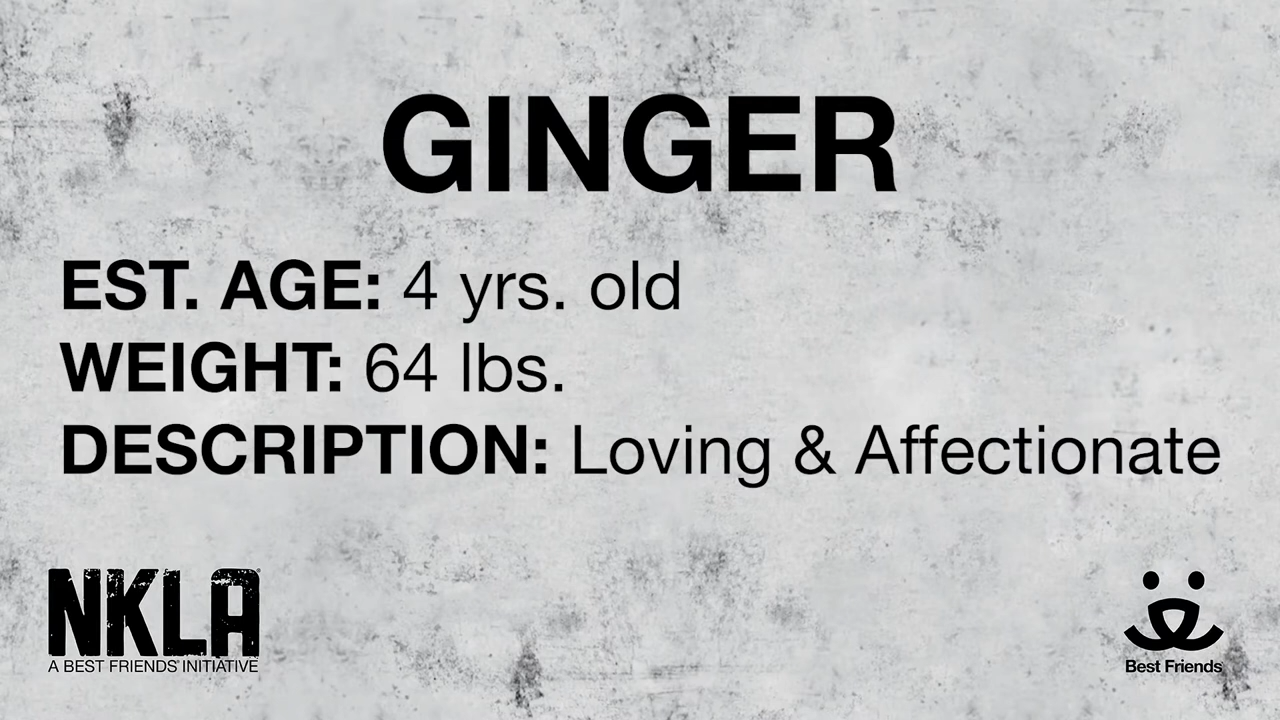 GINGER
EST. AGE: 4 yrs. old
WEIGHT: 64 lbs.
DESCRIPTION: Loving & Affectionate
NKLA®
A BEST FRIENDS INITIATIVE
Best Friends